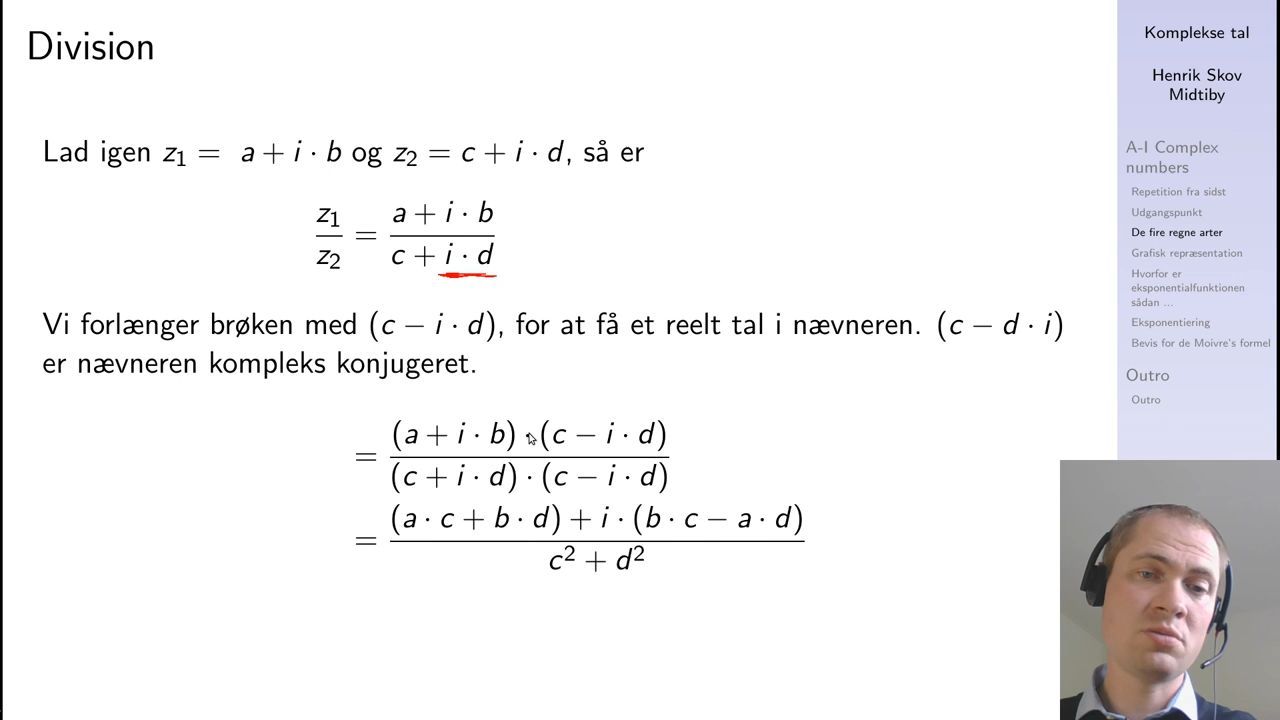 Division
Lad igen z₁ = a + i · b og z₂ = c + i · d, så er
z₁/z₂ = (a + i · b)/(c + i · d)
Vi forlænger brøken med (c − i · d), for at få et reelt tal i nævneren. (c − d · i)
er nævneren kompleks konjugeret.
= ((a + i · b) · (c − i · d))/((c + i · d) · (c − i · d))
= ((a · c + b · d) + i · (b · c − a · d))/(c² + d²)
Komplekse tal
Henrik Skov
Midtiby
A-I Complex
numbers
Repetition fra sidst
Udgangspunkt
De fire regne arter
Grafisk repræsentation
Hvorfor er
eksponentialfunktionen
sådan ...
Eksponentiering
Bevis for de Moivre's formel
Outro
Outro